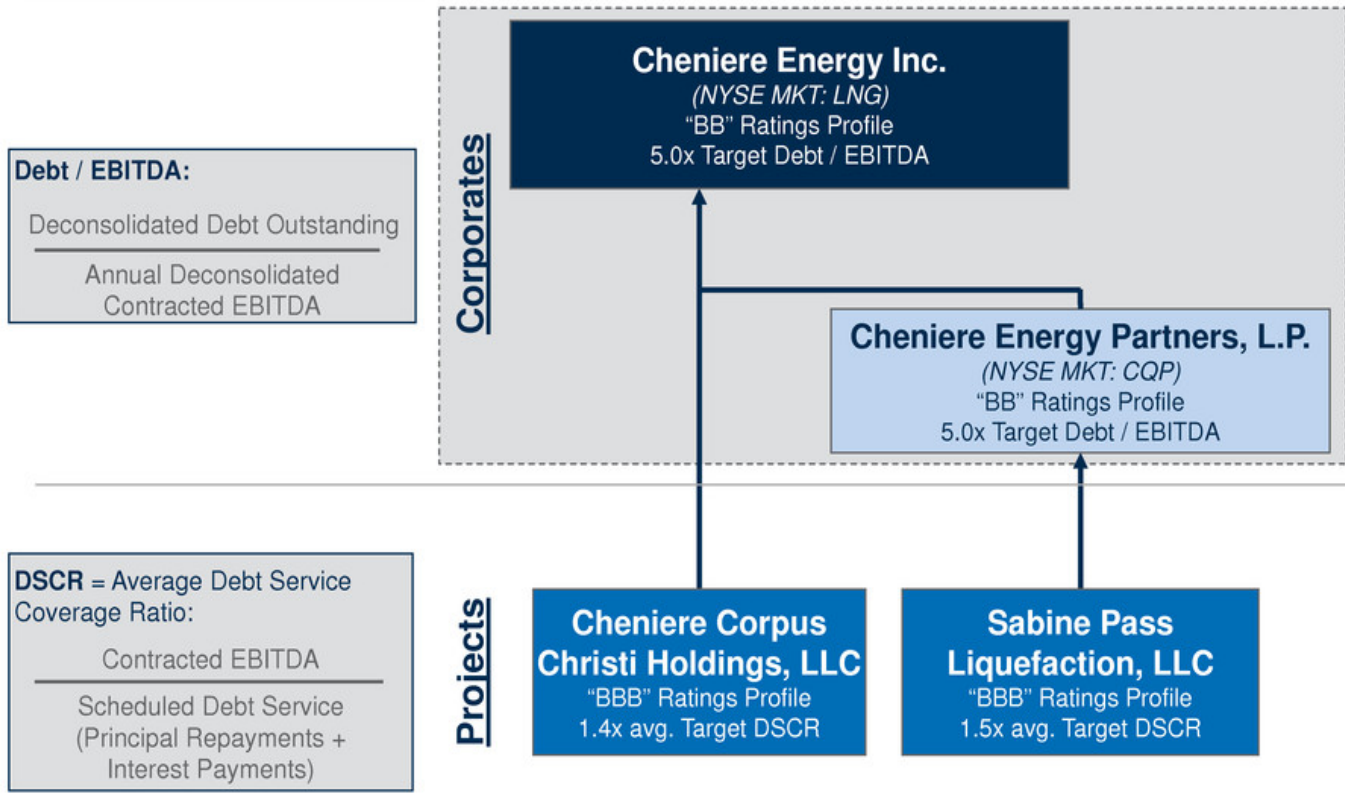 Cheniere Energy Inc.
(NYSE MKT: LNG)
“BB” Ratings Profile
5.0x Target Debt / EBITDA
Corporates
Debt / EBITDA:
Deconsolidated Debt Outstanding
Annual Deconsolidated
Contracted EBITDA
Cheniere Energy Partners, L.P.
(NYSE MKT: CQP)
“BB” Ratings Profile
5.0x Target Debt / EBITDA
DSCR = Average Debt Service
Coverage Ratio:
Contracted EBITDA
Scheduled Debt Service
(Principal Repayments +
Interest Payments)
Projects
Cheniere Corpus
Christi Holdings, LLC
“BBB” Ratings Profile
1.4x avg. Target DSCR
Sabine Pass
Liquefaction, LLC
“BBB” Ratings Profile
1.5x avg. Target DSCR